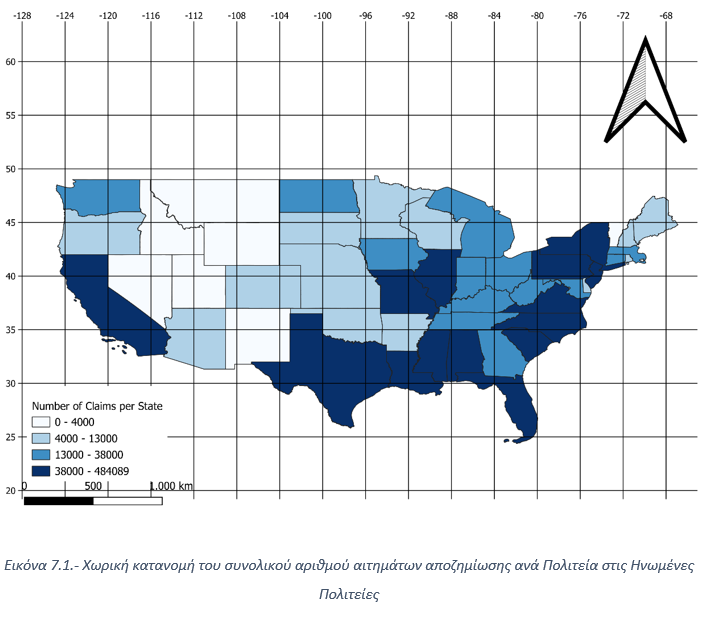 -128 -124 -120 -116 -112 -108 -104 -100 -96 -92 -88 -84 -80 -76 -72 -68
60
55
50
45
40
35
30
25
20
Number of Claims per State
0 - 4000
4000 - 13000
13000 - 38000
38000 - 484089
0 500 1.000 km
Εικόνα 7.1.- Χωρική κατανομή του συνολικού αριθμού αιτημάτων αποζημίωσης ανά Πολιτεία στις Ηνωμένες
Πολιτείες